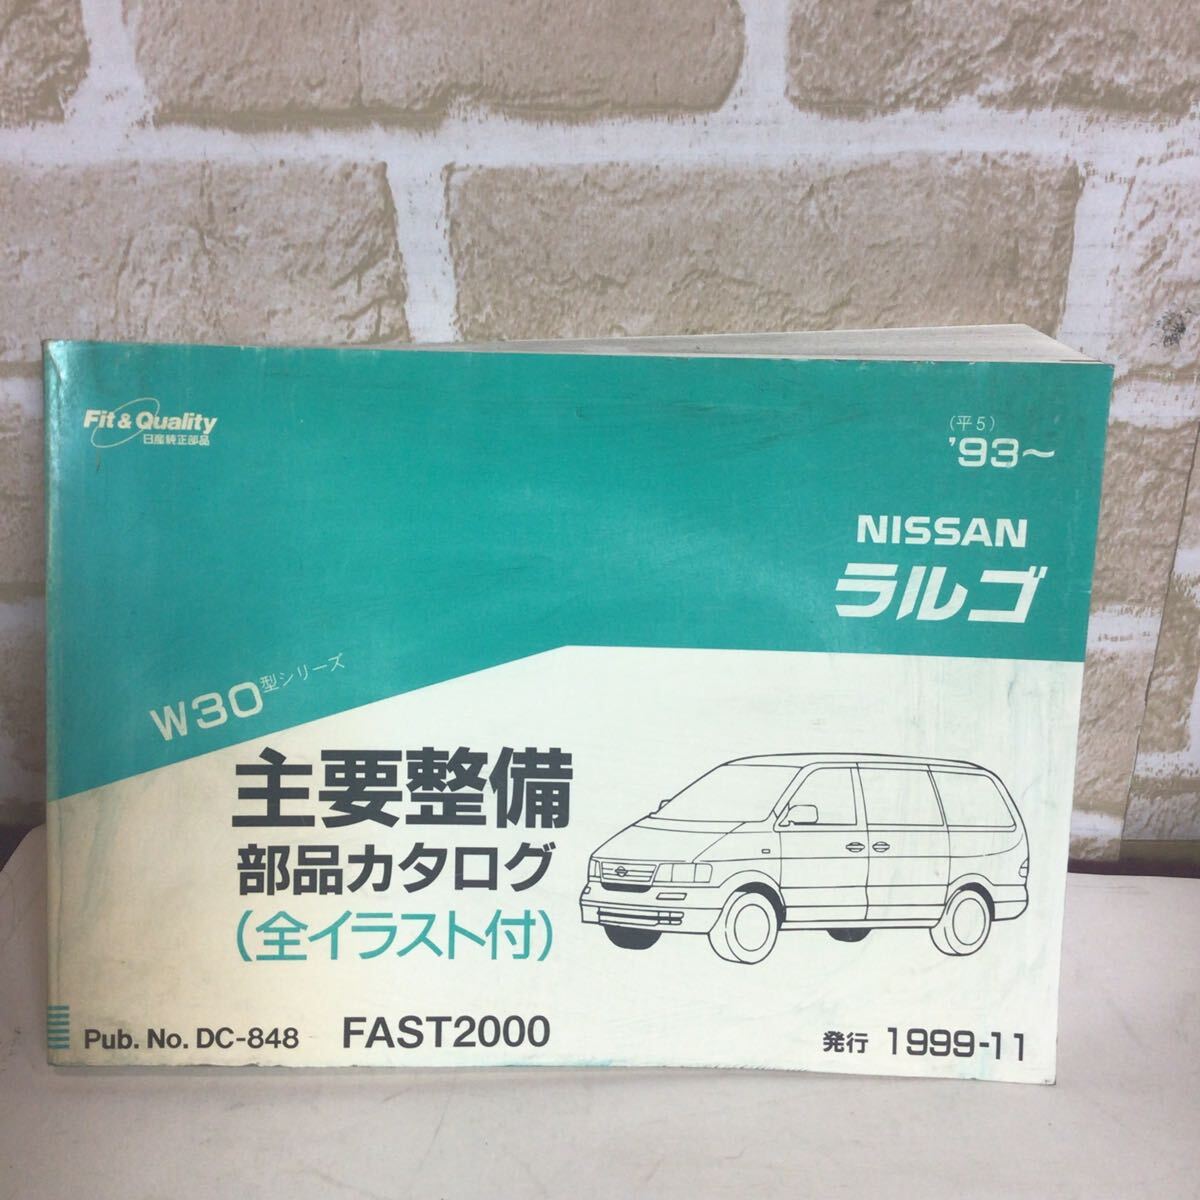 Fit & Quality
日産純正部品
(平5)
'93〜
NISSAN
ラルゴ
W30型シリーズ
主要整備
部品カタログ
(全イラスト付)
Pub. No. DC-848 FAST2000
発行 1999-11